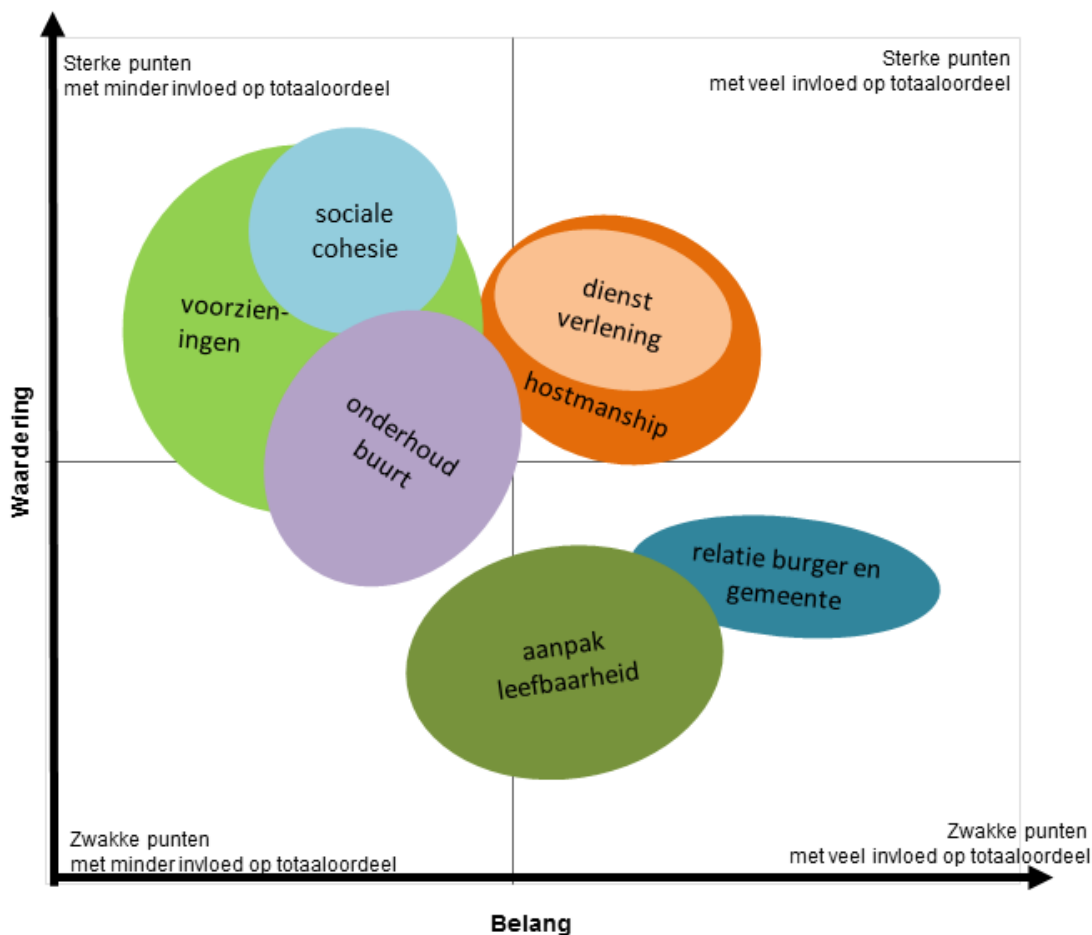 Sterke punten
met minder invloed op totaaloordeel
Sterke punten
met veel invloed op totaaloordeel
sociale
cohesie
voorzien-
ingen
dienst
verlening
hostmanship
onderhoud
buurt
Waardering
relatie burger en
gemeente
aanpak
leefbaarheid
Zwakke punten
met minder invloed op totaaloordeel
Zwakke punten
met veel invloed op totaaloordeel
Belang